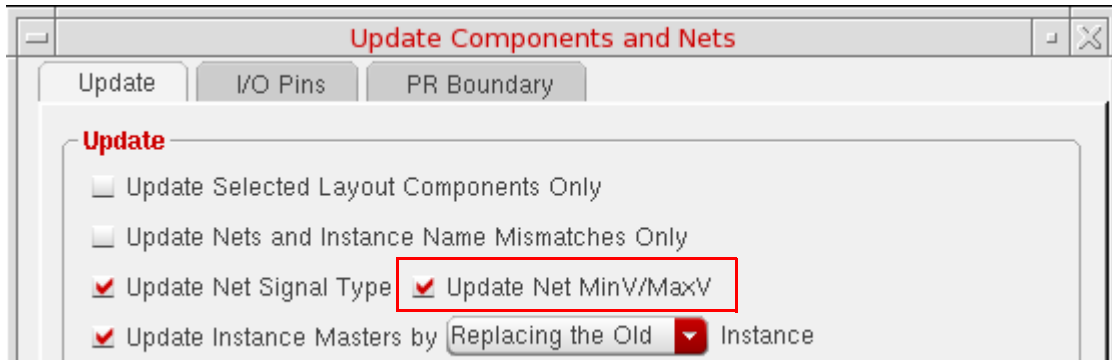 Update Components and Nets
Update I/O Pins PR Boundary
Update
Update Selected Layout Components Only
Update Nets and Instance Name Mismatches Only
Update Net Signal Type Update Net MinV/MaxV
Update Instance Masters by Replacing the Old Instance